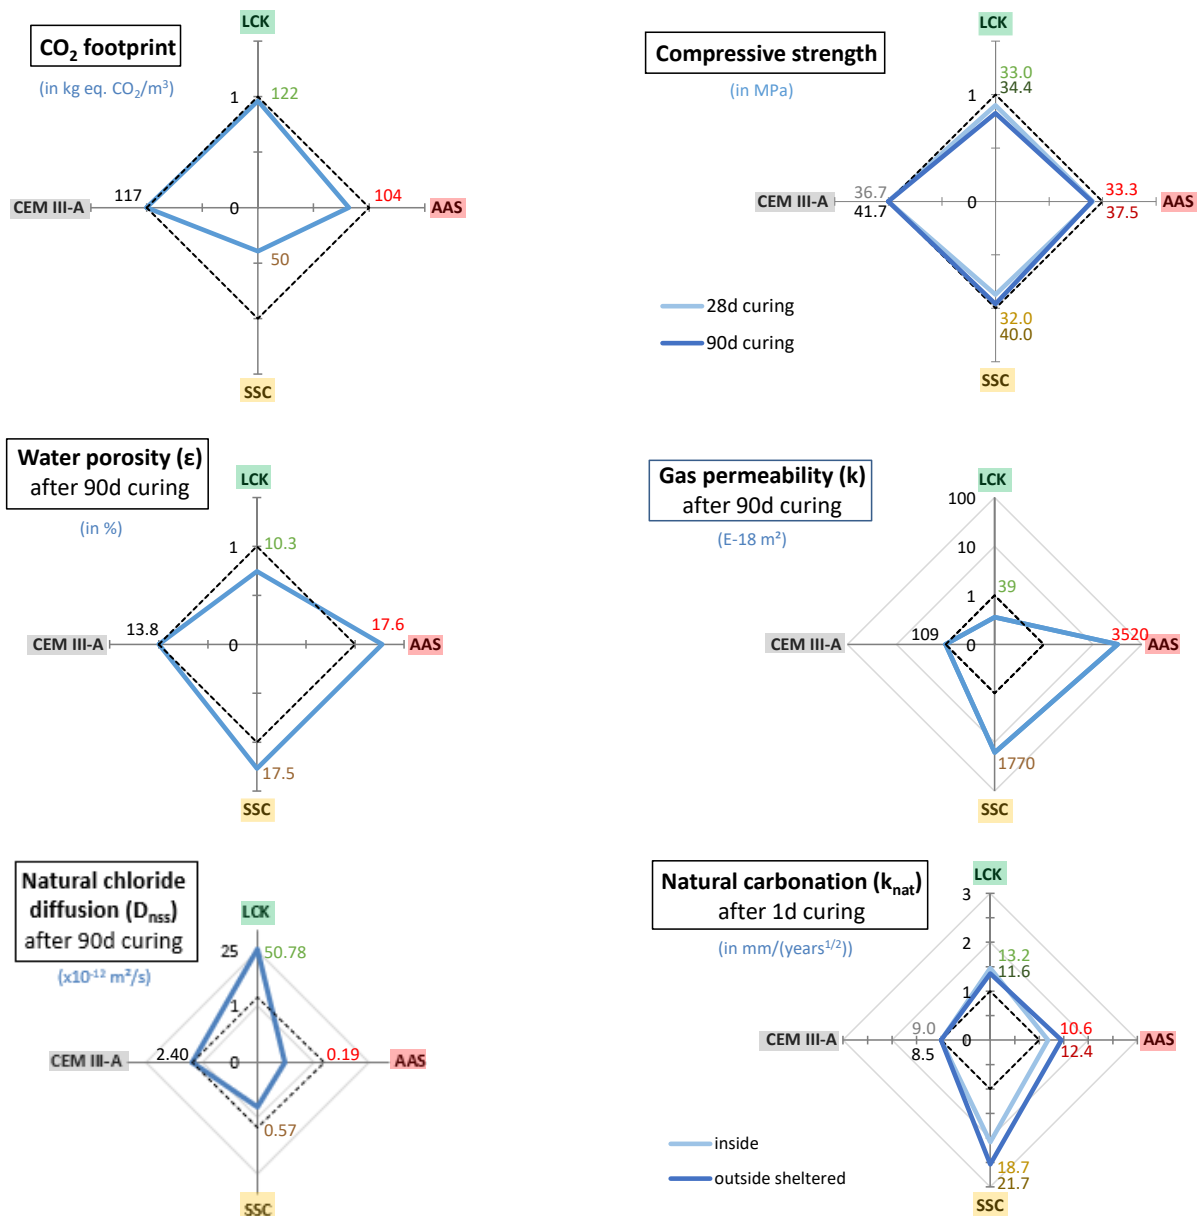 LCK
CO₂ footprint
(in kg eq. CO₂/m³)
1
122
117
104
CEM III-A
0
AAS
50
SSC
LCK
Compressive strength
(in MPa)
33.0
34.4
1
36.7
33.3
CEM III-A
0
AAS
41.7
37.5
28d curing
32.0
40.0
90d curing
SSC
Water porosity (ε)
after 90d curing
(in %)
LCK
1
10.3
13.8
17.6
CEM III-A
0
AAS
17.5
SSC
Gas permeability (k)
after 90d curing
(E-18 m²)
LCK
100
10
39
1
109
3520
CEM III-A
0
AAS
1770
SSC
Natural chloride
diffusion (Dnss)
after 90d curing
(x10⁻¹² m²/s)
LCK
25
50.78
1
2.40
0.19
CEM III-A
0
AAS
0.57
SSC
Natural carbonation (knat)
after 1d curing
(in mm/(years¹/²))
LCK
3
2
13.2
11.6
1
9.0
10.6
CEM III-A
0
AAS
8.5
12.4
inside
18.7
outside sheltered
21.7
SSC